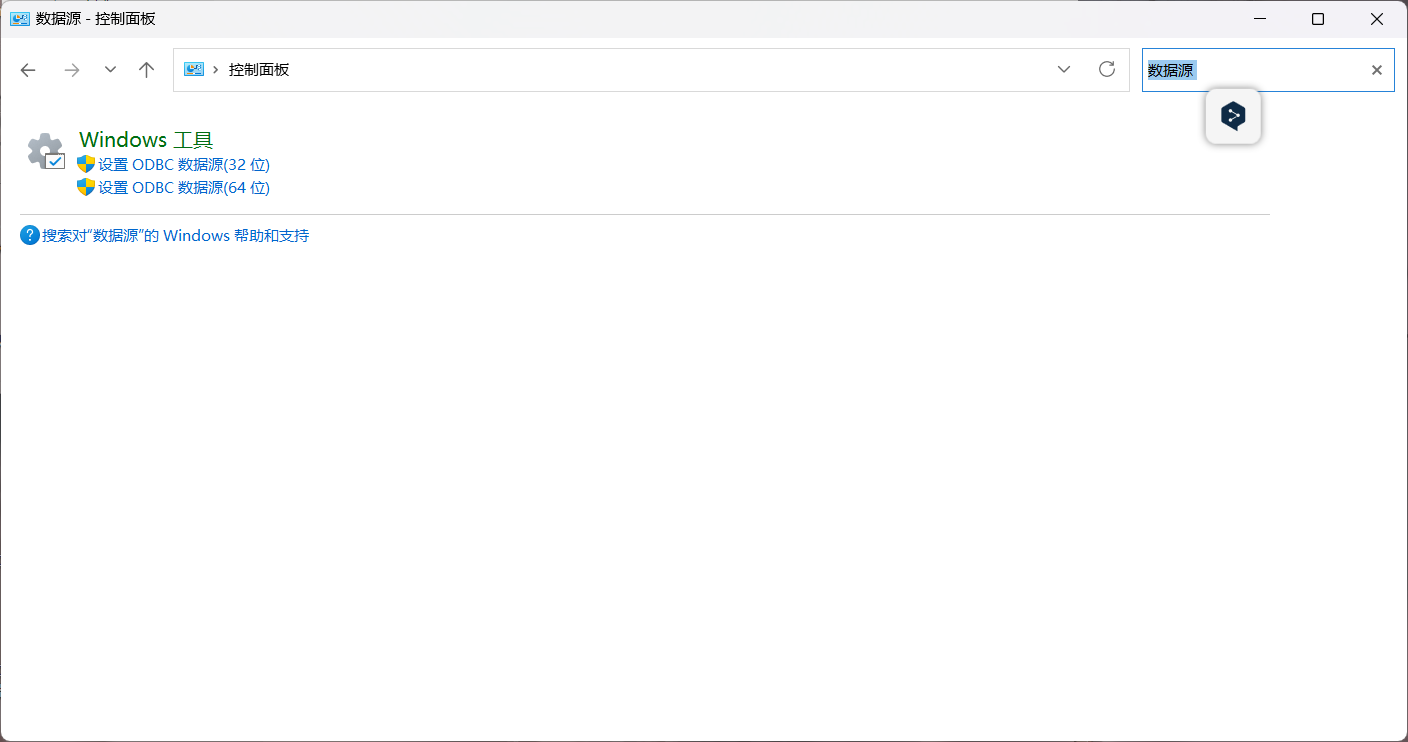 数据源 - 控制面板
控制面板
数据源
Windows 工具
设置 ODBC 数据源(32 位)
设置 ODBC 数据源(64 位)
搜索对“数据源”的 Windows 帮助和支持